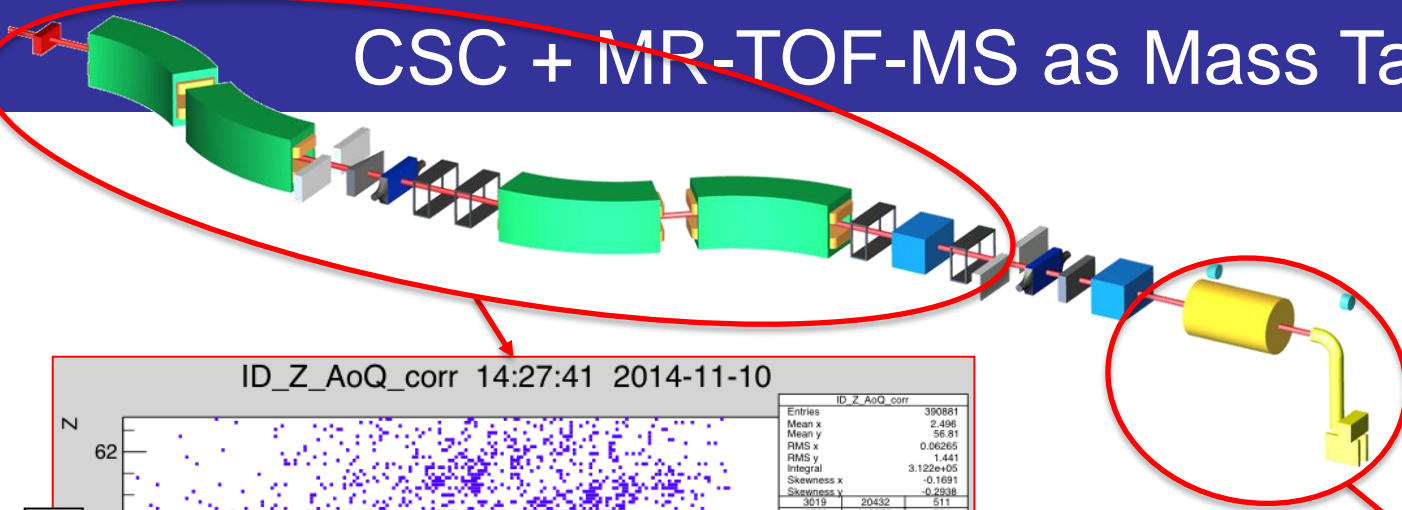 CSC + MR-TOF-MS as Mass Ta
ID_Z_AoQ_corr 14:27:41 2014-11-10
Z
62
ID_Z_AoQ_corr
Entries 390881
Mean x 2.496
Mean y 56.81
RMS x 0.06265
RMS y 1.441
Integral 3.122e+05
Skewness x -0.1691
Skewness y -0.2938
3019 20432 511